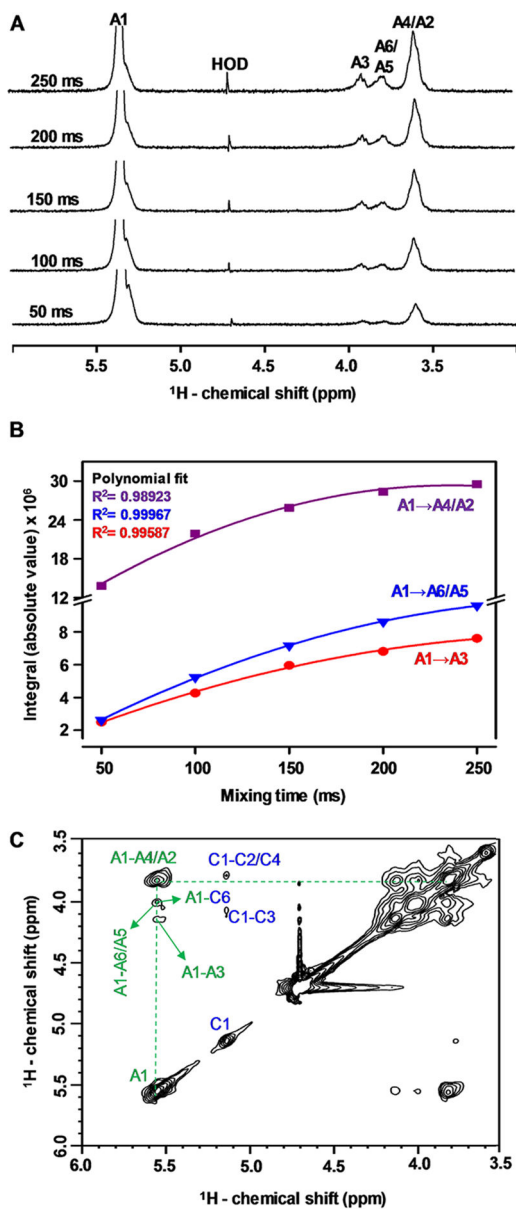 A
A1
A4/A2
A6/
A5
A3
HOD
250 ms
200 ms
150 ms
100 ms
50 ms
5.5 5.0 4.5 4.0 3.5
¹H - chemical shift (ppm)
B
Polynomial fit
R²= 0.98923
R²= 0.99967
R²= 0.99587
A1→A4/A2
A1→A6/A5
A1→A3
Integral (absolute value) x 10⁶
30
24
18
12
8
6
4
2
50 100 150 200 250
Mixing time (ms)
C
A1-A4/A2
C1-C2/C4
A1-C6
C1-C3
A1-A6/A5
A1-A3
C1
A1
¹H - chemical shift (ppm)
3.5
4.0
4.5
5.0
5.5
6.0
6.0 5.5 5.0 4.5 4.0 3.5
¹H - chemical shift (ppm)